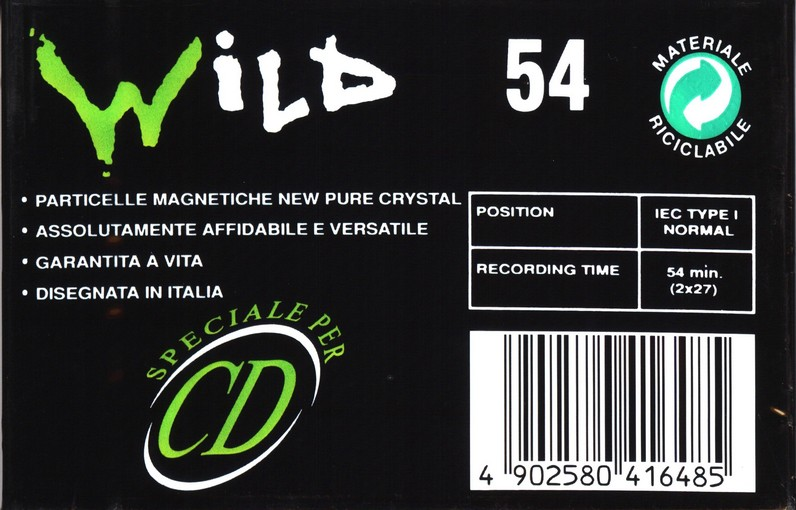 WiLD
54
MATERIALE
RICICLABILE
• PARTICELLE MAGNETICHE NEW PURE CRYSTAL
• ASSOLUTAMENTE AFFIDABILE E VERSATILE
• GARANTITA A VITA
• DISEGNATA IN ITALIA
POSITION
IEC TYPE I
NORMAL
RECORDING TIME
54 min.
(2x27)
SPECIALE PER
CD
4 902580 416485